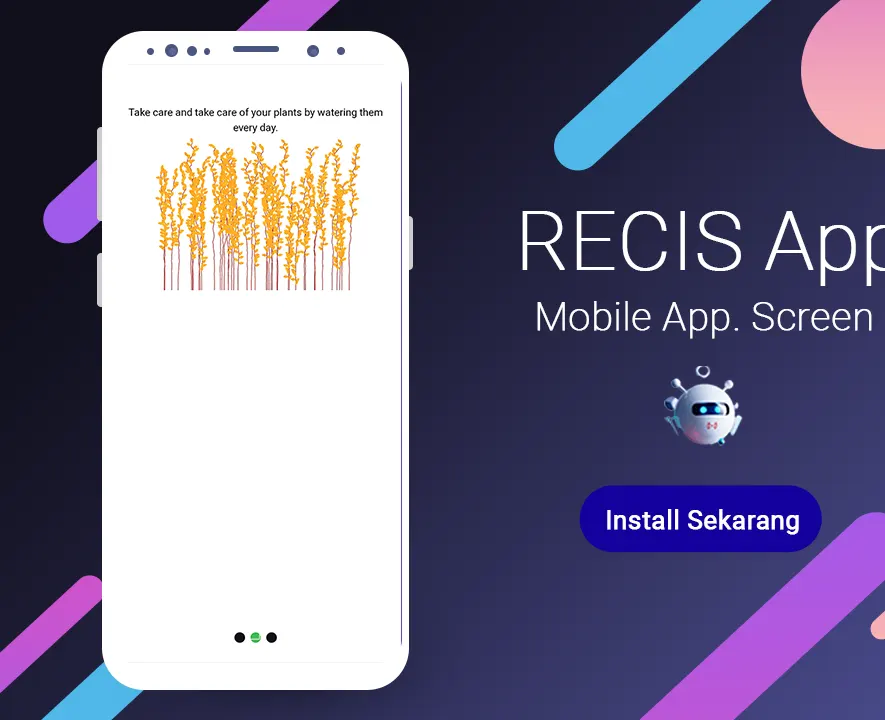 Take care and take care of your plants by watering them
every day.
RECIS App
Mobile App. Screen
Install Sekarang